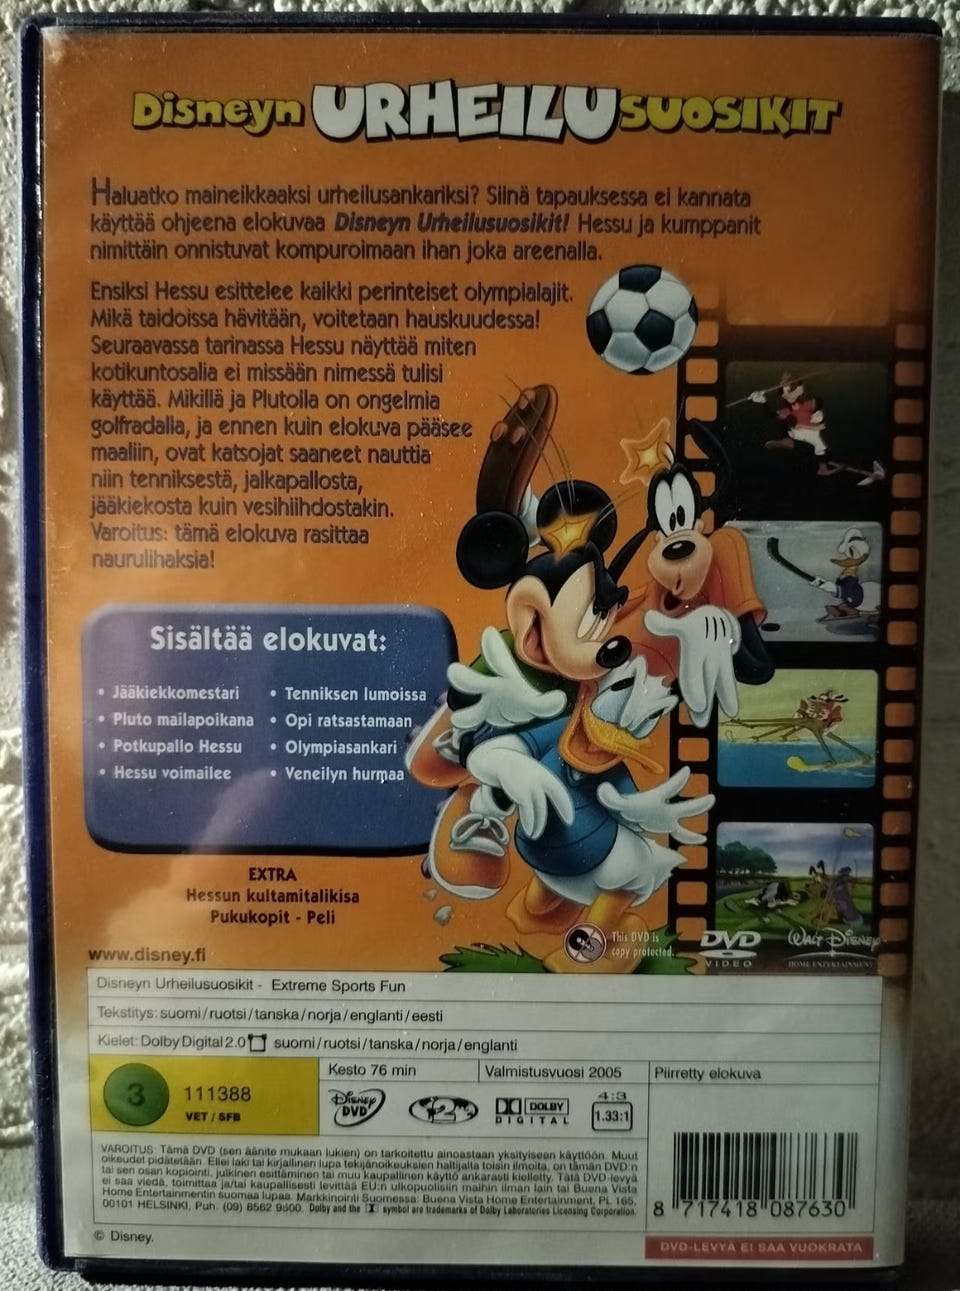 Disneyn URHEILUSUOSIKIT
Haluatko maineikkaaksi urheilusankariksi? Siinä tapauksessa ei kannata
käyttää ohjeena elokuvaa Disneyn Urheilusuosikit! Hessu ja kumppanit
nimittäin onnistuvat kompuroimaan ihan joka areenalla.
Ensiksi Hessu esittelee kaikki perinteiset olympialajit.
Mikä taidoissa hävitään, voitetaan hauskuudessa!
Seuraavassa tarinassa Hessu näyttää miten
kotikuntosalia ei missään nimessä tulisi
käyttää. Mikillä ja Plutolla on ongelmia
golfradalla, ja ennen kuin elokuva pääsee
maaliin, ovat katsojat saaneet nauttia
niin tenniksestä, jalkapallosta,
jääkiekosta kuin vesihiihdostakin.
Varoitus: tämä elokuva rasittaa
naurulihaksia!
Sisältää elokuvat:
• Jääkiekkomestari
• Pluto mailapoikana
• Potkupallo Hessu
• Hessu voimailee
• Tenniksen lumoissa
• Opi ratsastamaan
• Olympiasankari
• Veneilyn hurmaa
EXTRA
Hessun kultamitalikisa
Pukukopit - Peli
www.disney.fi
This DVD is
copy protected.
DVD
VIDEO
WALT DISNEY
HOME ENTERTAINMENT
Disneyn Urheilusuosikit - Extreme Sports Fun
Tekstitys: suomi/ruotsi/tanska/norja/englanti/eesti
Kielet: Dolby Digital 2.0 suomi/ruotsi/tanska/norja/englanti
3
111388
VET / SFB
Kesto 76 min
Valmistusvuosi 2005
Piirretty elokuva
DISNEY DVD
2
DOLBY
DIGITAL
4:3
1.33:1
VAROITUS: Tämä DVD (sen äänite mukaan lukien) on tarkoitettu ainoastaan yksityiseen käyttöön. Muut
oikeudet pidätetään. Ellei laki tai kirjallinen lupa tekijänoikeuksien haltijalta toisin ilmoita, on tämän DVD:n
tai sen osan kopiointi, julkinen esittäminen tai muu kaupallinen käyttö ankarasti kielletty. Tätä DVD-levyä
ei saa viedä, toimittaa ja/tai kaupallisesti levittää EU:n ulkopuolisiin maihin ilman lain tai Buena Vista
Home Entertainmentin suomaa lupaa. Markkinointi Suomessa: Buena Vista Home Entertainment, PL 165,
00101 HELSINKI, Puh. (09) 8562 9500. Dolby and the symbol are trademarks of Dolby Laboratories Licensing Corporation.
8 717418 087630
© Disney.
DVD-LEVYÄ EI SAA VUOKRATA